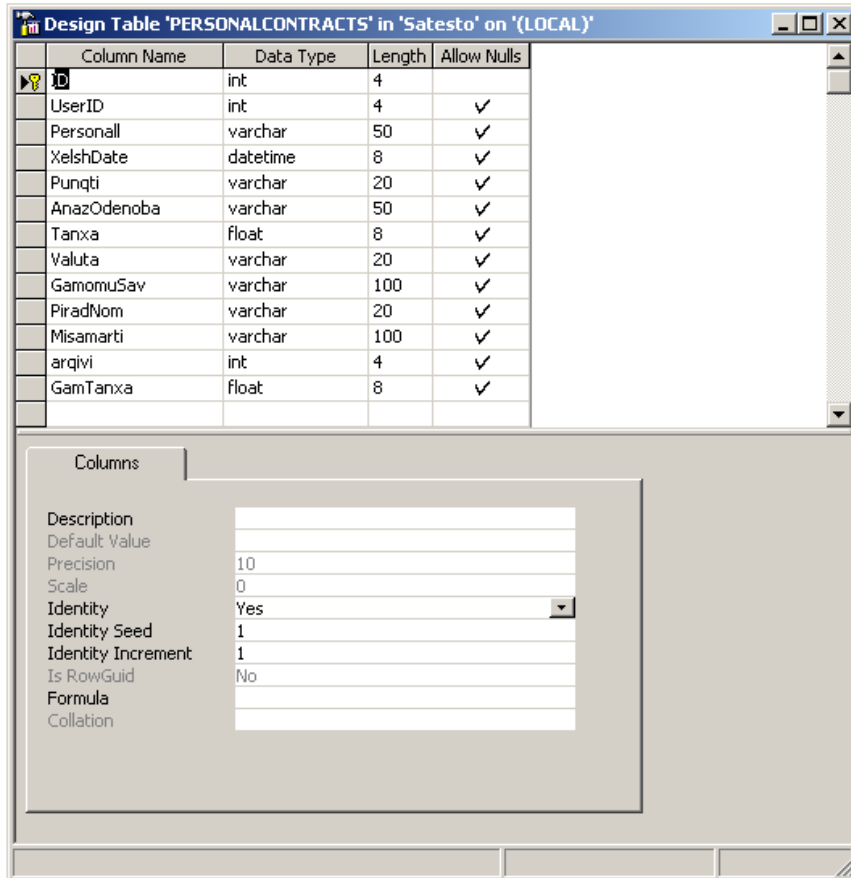 Design Table 'PERSONALCONTRACTS' in 'Satesto' on '(LOCAL)'
Column Name Data Type Length Allow Nulls
ID int 4
UserID int 4
Personall varchar 50
XelshDate datetime 8
Punqti varchar 20
AnazOdenoba varchar 50
Tanxa float 8
Valuta varchar 20
GamomuSav varchar 100
PiradNom varchar 20
Misamarti varchar 100
arqivi int 4
GamTanxa float 8
Columns
Description
Default Value
Precision 10
Scale 0
Identity Yes
Identity Seed 1
Identity Increment 1
Is RowGuid No
Formula
Collation